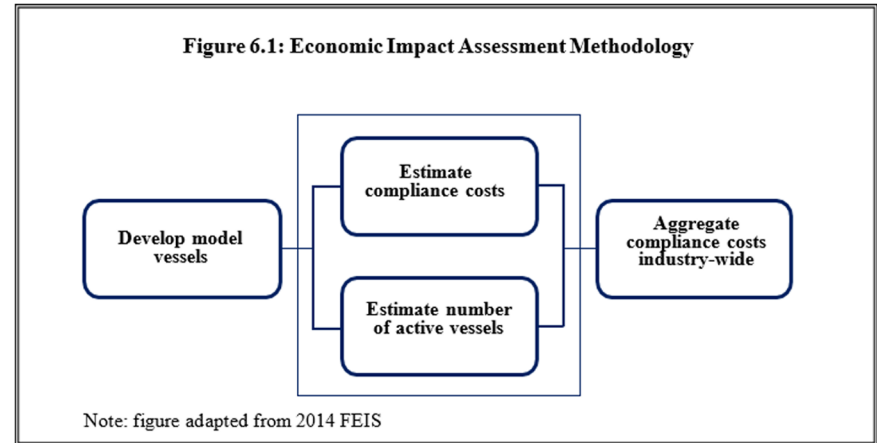 Figure 6.1: Economic Impact Assessment Methodology
Estimate
compliance costs
Develop model
vessels
Aggregate
compliance costs
industry-wide
Estimate number
of active vessels
Note: figure adapted from 2014 FEIS